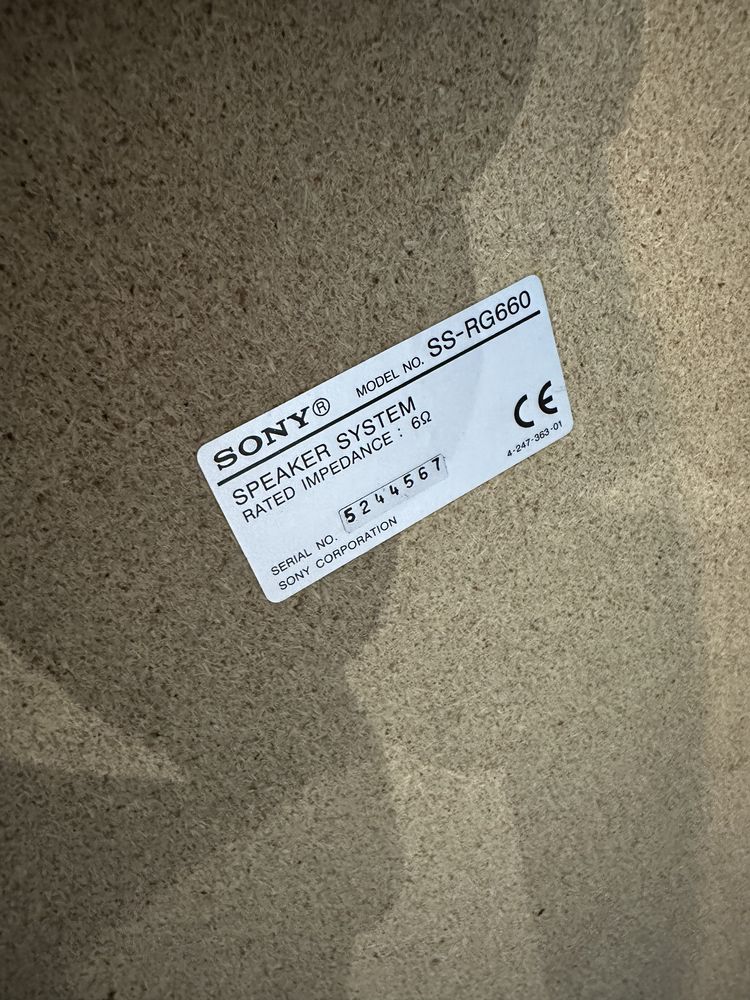 SONY® MODEL NO. SS-RG660
SPEAKER SYSTEM
RATED IMPEDANCE : 6Ω
CE
4-247-363-01
SERIAL NO. 5244567
SONY CORPORATION